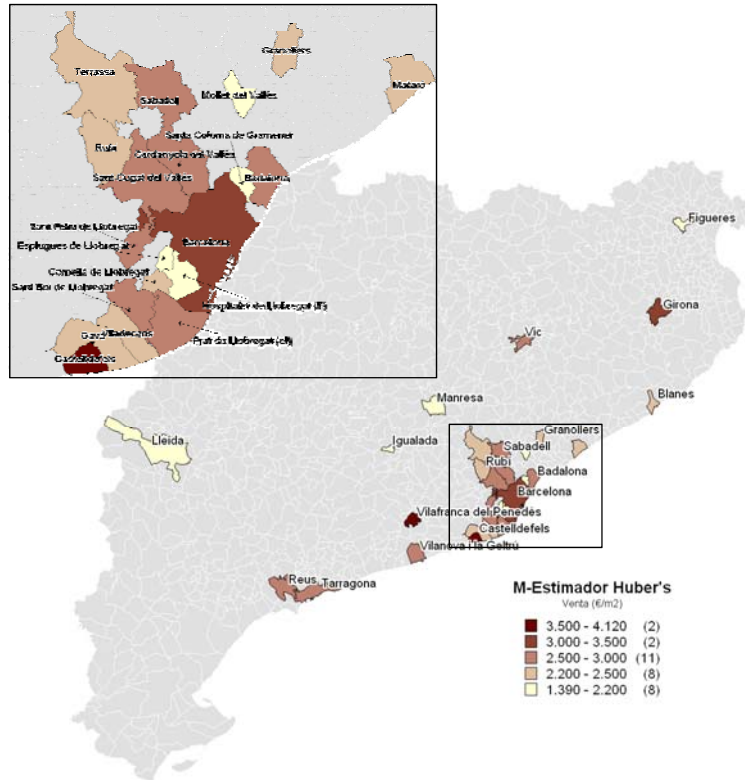 Granollers
Terrassa
Mataró
Sabadell
Mollet del Vallès
Santa Coloma de Gramenet
Rubí
Cerdanyola del Vallès
Sant Cugat del Vallès
Badalona
Sant Feliu de Llobregat
Barcelona
Esplugues de Llobregat
Cornellà de Llobregat
Sant Boi de Llobregat
Hospitalet de Llobregat (l')
Gavà
Viladecans
Prat de Llobregat (el)
Castelldefels
Figueres
Girona
Vic
Manresa
Blanes
Lleida
Igualada
Granollers
Sabadell
Rubí
Badalona
Barcelona
Vilafranca del Penedès
Castelldefels
Vilanova i la Geltrú
Reus
Tarragona
M-Estimador Huber's
Venta (€/m2)
3.500 - 4.120 (2)
3.000 - 3.500 (2)
2.500 - 3.000 (11)
2.200 - 2.500 (8)
1.390 - 2.200 (8)